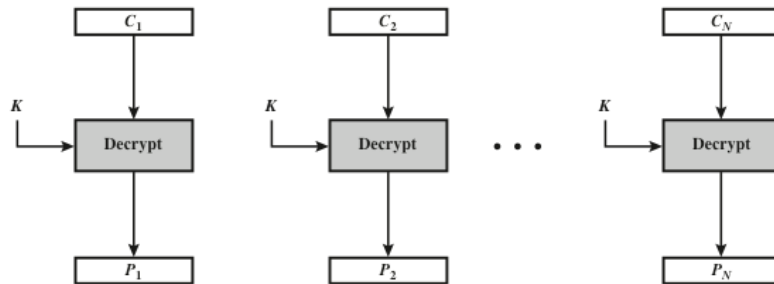 C1 C2 CN
K K K
Decrypt Decrypt • • • Decrypt
P1 P2 PN